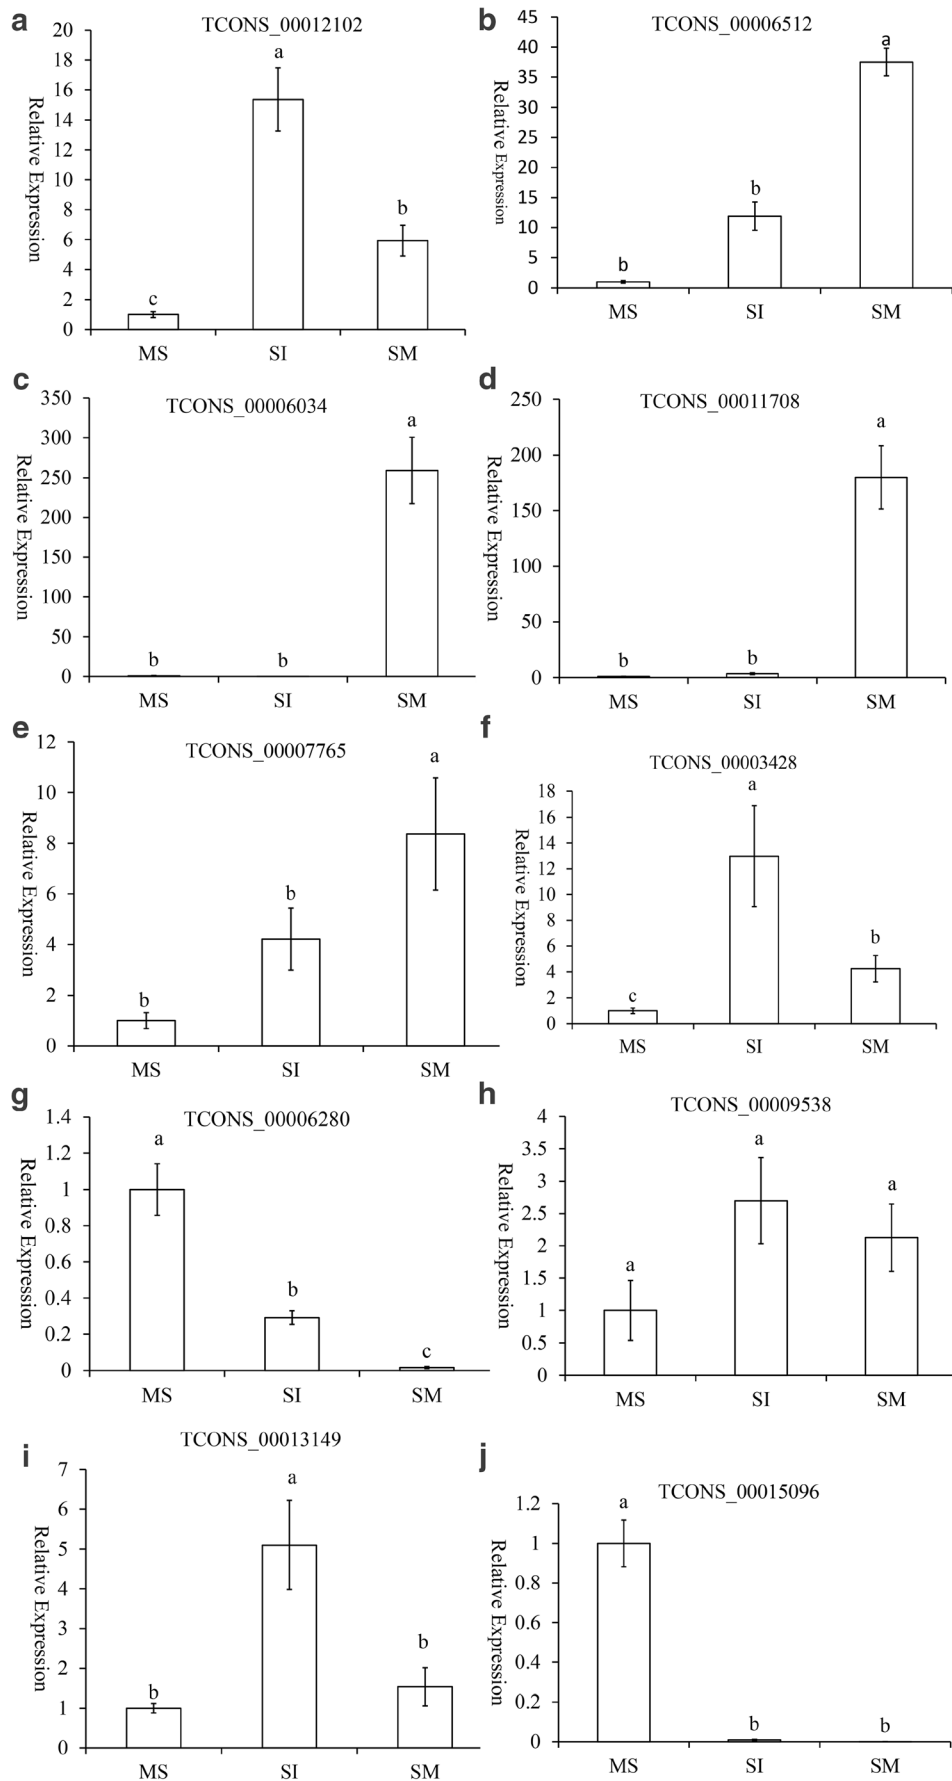 a
TCONS_00012102
Relative Expression
20
18
16
14
12
10
8
6
4
2
0
c
a
b
MS
SI
SM
b
TCONS_00006512
Relative Expression
45
40
35
30
25
20
15
10
5
0
b
b
a
MS
SI
SM
c
TCONS_00006034
Relative Expression
350
300
250
200
150
100
50
0
b
b
a
MS
SI
SM
d
TCONS_00011708
Relative Expression
250
200
150
100
50
0
b
b
a
MS
SI
SM
e
TCONS_00007765
Relative Expression
12
10
8
6
4
2
0
b
b
a
MS
SI
SM
f
TCONS_00003428
Relative Expression
18
16
14
12
10
8
6
4
2
0
c
a
b
MS
SI
SM
g
TCONS_00006280
Relative Expression
1.4
1.2
1
0.8
0.6
0.4
0.2
0
a
b
c
MS
SI
SM
h
TCONS_00009538
Relative Expression
4
3.5
3
2.5
2
1.5
1
0.5
0
a
a
a
MS
SI
SM
i
TCONS_00013149
Relative Expression
7
6
5
4
3
2
1
0
b
a
b
MS
SI
SM
j
TCONS_00015096
Relative Expression
1.2
1
0.8
0.6
0.4
0.2
0
a
b
b
MS
SI
SM